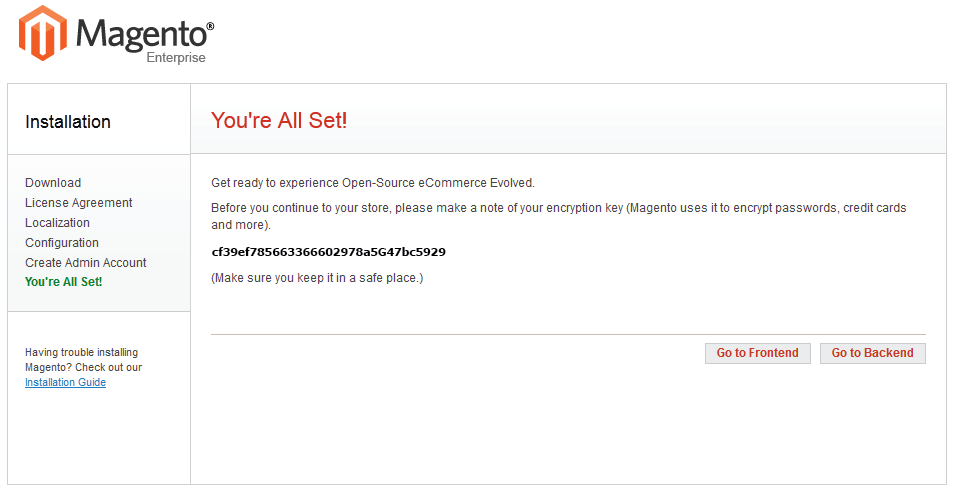 Magento®
Enterprise
Installation
Download
License Agreement
Localization
Configuration
Create Admin Account
You're All Set!
Having trouble installing
Magento? Check out our
Installation Guide
You're All Set!
Get ready to experience Open-Source eCommerce Evolved.
Before you continue to your store, please make a note of your encryption key (Magento uses it to encrypt passwords, credit cards
and more).
cf39ef785663366602978a5G47bc5929
(Make sure you keep it in a safe place.)
Go to Frontend
Go to Backend